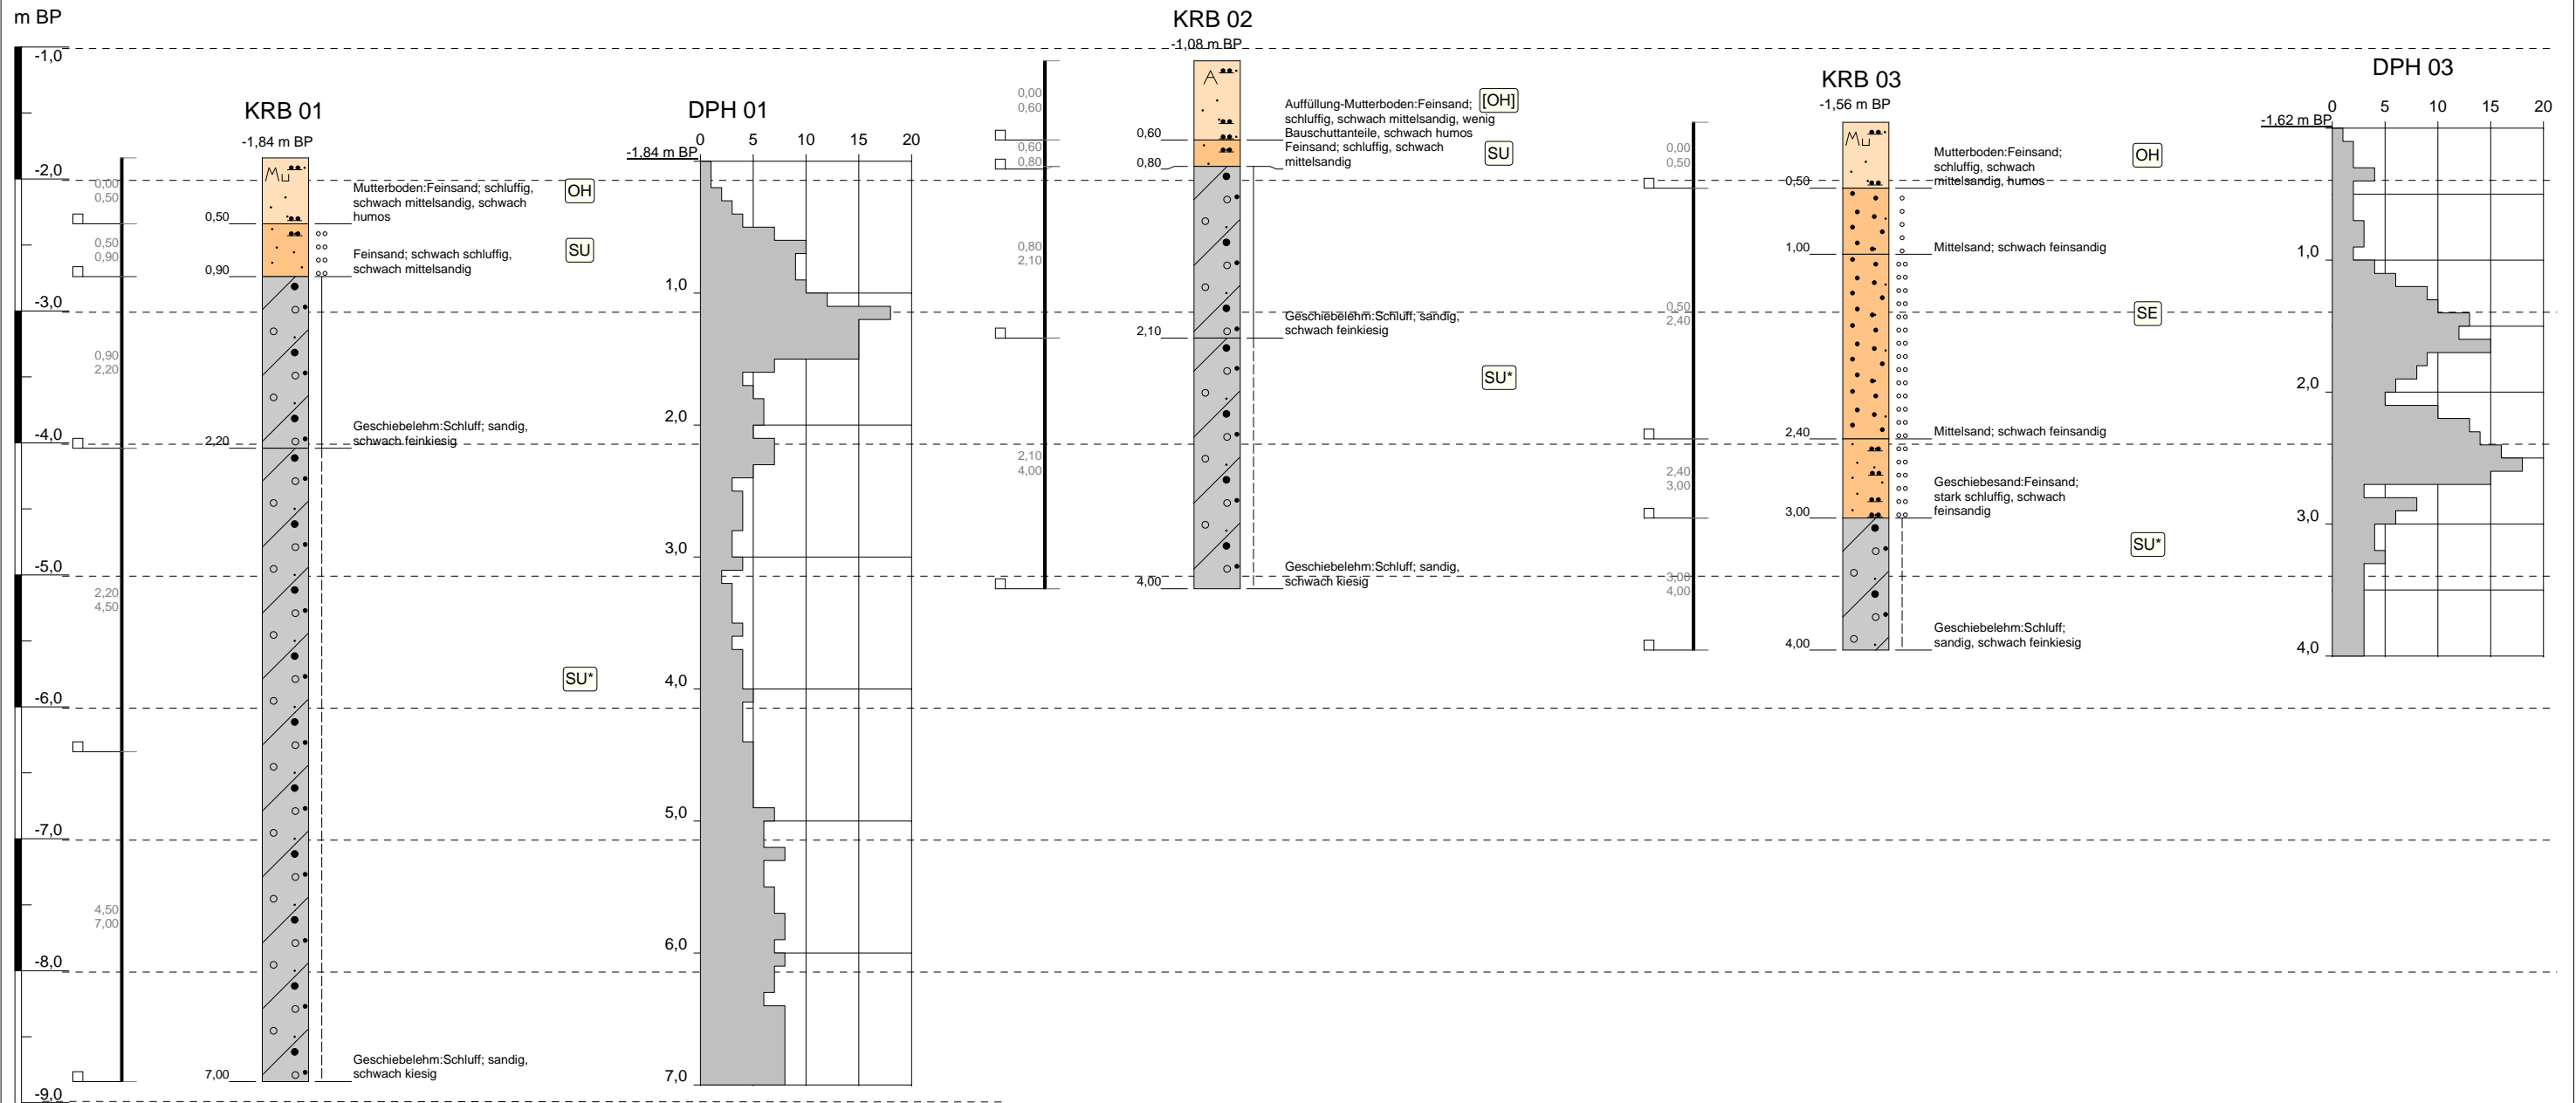 m BP
-1,0
-2,0
-3,0
-4,0
-5,0
-6,0
-7,0
-8,0
-9,0
KRB 01
-1,84 m BP
0,00
0,50
0,50
0,90
0,90
2,20
2,20
4,50
4,50
7,00
0,50
0,90
2,20
7,00
Mu
Mutterboden:Feinsand; schluffig,
schwach mittelsandig, schwach
humos
OH
Feinsand; schwach schluffig,
schwach mittelsandig
SU
Geschiebelehm:Schluff; sandig,
schwach feinkiesig
SU*
Geschiebelehm:Schluff; sandig,
schwach kiesig
DPH 01
0 5 10 15 20
-1,84 m BP
1,0
2,0
3,0
4,0
5,0
6,0
7,0
KRB 02
-1,08 m BP
0,00
0,60
0,60
0,80
0,80
2,10
2,10
4,00
0,60
0,80
2,10
4,00
A
Auffüllung-Mutterboden:Feinsand;
schluffig, schwach mittelsandig, wenig
Bauschuttanteile, schwach humos
[OH]
Feinsand; schluffig, schwach
mittelsandig
SU
Geschiebelehm:Schluff; sandig,
schwach feinkiesig
SU*
Geschiebelehm:Schluff; sandig,
schwach kiesig
KRB 03
-1,56 m BP
0,00
0,50
0,50
2,40
2,40
3,00
3,00
4,00
0,50
1,00
2,40
3,00
4,00
Mu
Mutterboden:Feinsand;
schluffig, schwach
mittelsandig, humos
OH
Mittelsand; schwach feinsandig
SE
Mittelsand; schwach feinsandig
Geschiebesand:Feinsand;
stark schluffig, schwach
feinsandig
SU*
Geschiebelehm:Schluff;
sandig, schwach feinkiesig
DPH 03
0 5 10 15 20
-1,62 m BP
1,0
2,0
3,0
4,0